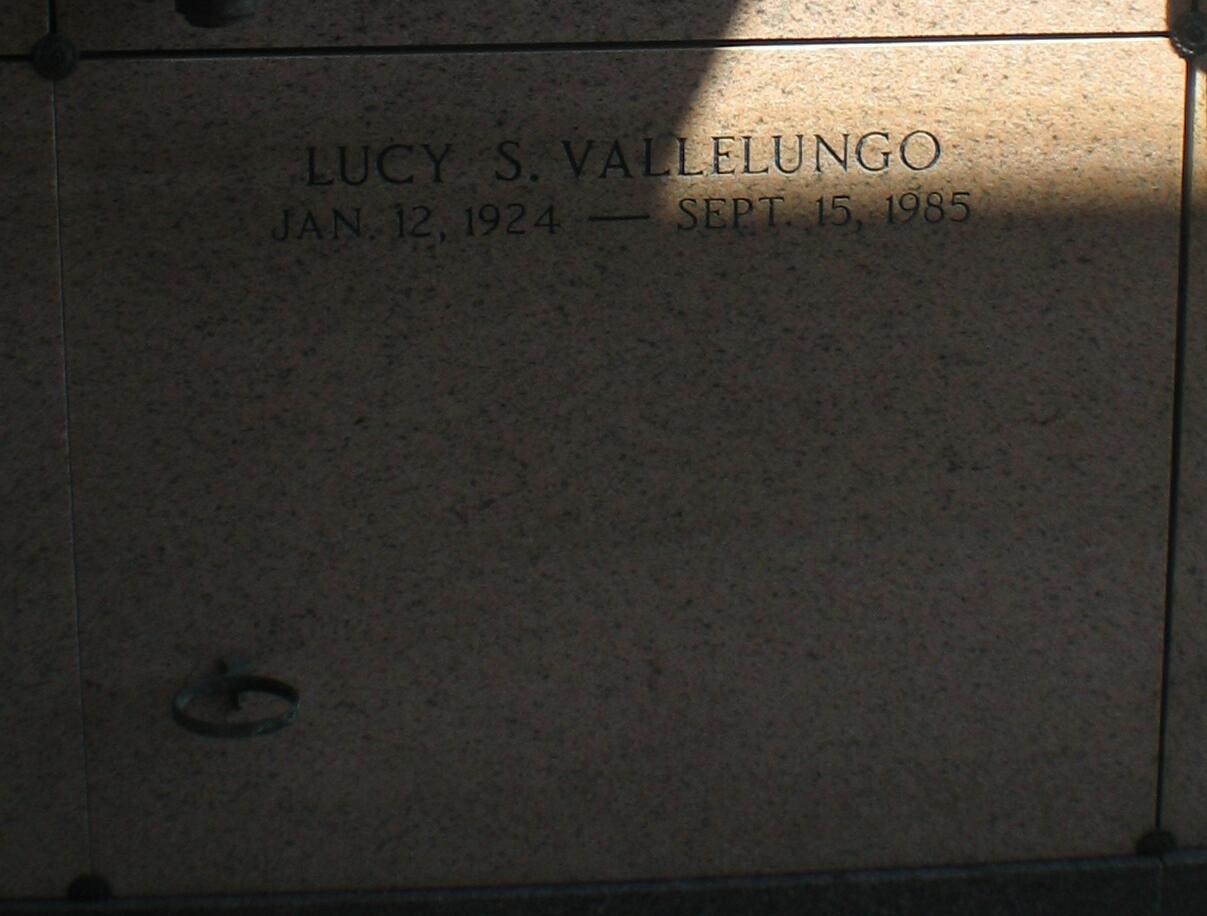 LUCY S. VALLELUNGO
JAN. 12, 1924 — SEPT. 15, 1985